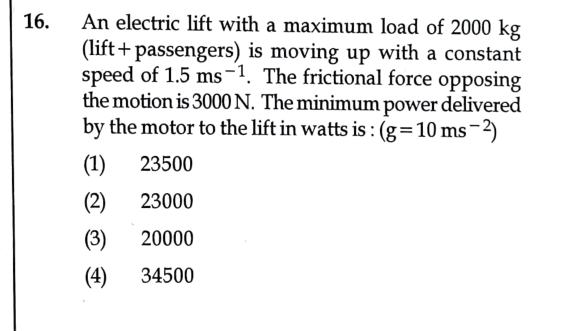 16. An electric lift with a maximum load of 2000 kg
(lift+passengers) is moving up with a constant
speed of 1.5 ms⁻¹. The frictional force opposing
the motion is 3000 N. The minimum power delivered
by the motor to the lift in watts is : (g=10 ms⁻²)
(1) 23500
(2) 23000
(3) 20000
(4) 34500